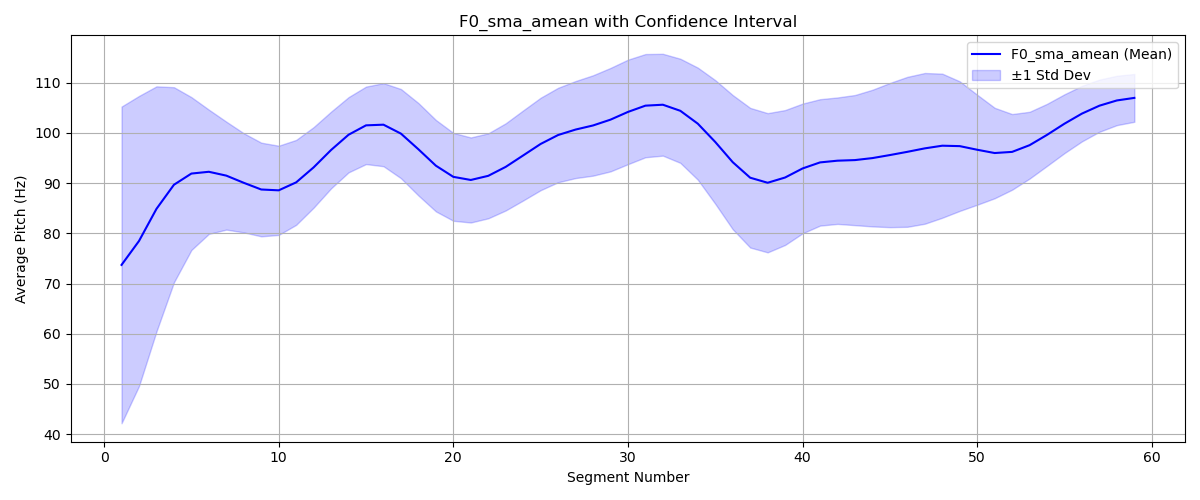 F0_sma_amean with Confidence Interval
F0_sma_amean (Mean)
±1 Std Dev
Average Pitch (Hz)
110
100
90
80
70
60
50
40
0 10 20 30 40 50 60
Segment Number